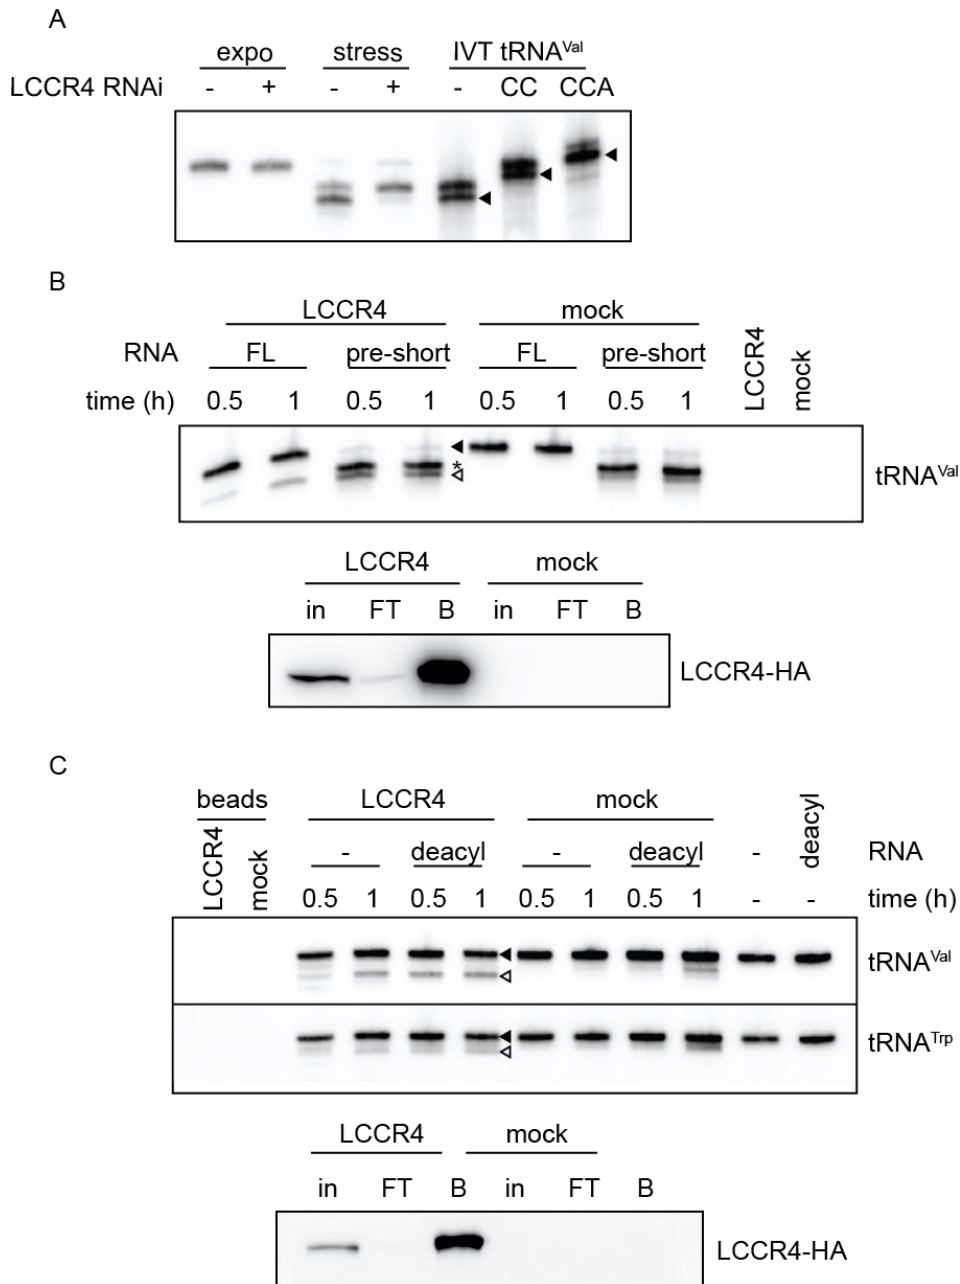 A
expo stress IVT tRNAVal
LCCR4 RNAi - + - + - CC CCA
B
LCCR4 mock
RNA FL pre-short FL pre-short LCCR4 mock
time (h) 0.5 1 0.5 1 0.5 1 0.5 1
*
tRNAVal
LCCR4 mock
in FT B in FT B
LCCR4-HA
C
beads LCCR4 mock
LCCR4 mock - deacyl - deacyl - deacyl RNA
0.5 1 0.5 1 0.5 1 0.5 1 - - time (h)
tRNAVal
tRNATrp
LCCR4 mock
in FT B in FT B
LCCR4-HA